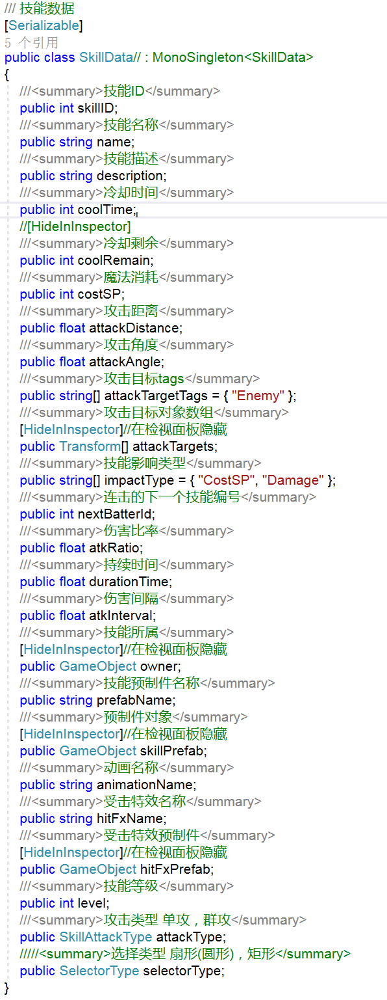 /// 技能数据
[Serializable]
5 个引用
public class SkillData// : MonoSingleton<SkillData>
{
///<summary>技能ID</summary>
public int skillID;
///<summary>技能名称</summary>
public string name;
///<summary>技能描述</summary>
public string description;
///<summary>冷却时间</summary>
public int coolTime;
//[HideInInspector]
///<summary>冷却剩余</summary>
public int coolRemain;
///<summary>魔法消耗</summary>
public int costSP;
///<summary>攻击距离</summary>
public float attackDistance;
///<summary>攻击角度</summary>
public float attackAngle;
///<summary>攻击目标tags</summary>
public string[] attackTargetTags = { "Enemy" };
///<summary>攻击目标对象数组</summary>
[HideInInspector]//在检视面板隐藏
public Transform[] attackTargets;
///<summary>技能影响类型</summary>
public string[] impactType = { "CostSP", "Damage" };
///<summary>连击的下一个技能编号</summary>
public int nextBatterId;
///<summary>伤害比率</summary>
public float atkRatio;
///<summary>持续时间</summary>
public float durationTime;
///<summary>伤害间隔</summary>
public float atkInterval;
///<summary>技能所属</summary>
[HideInInspector]//在检视面板隐藏
public GameObject owner;
///<summary>技能预制件名称</summary>
public string prefabName;
///<summary>预制件对象</summary>
[HideInInspector]//在检视面板隐藏
public GameObject skillPrefab;
///<summary>动画名称</summary>
public string animationName;
///<summary>受击特效名称</summary>
public string hitFxName;
///<summary>受击特效预制件</summary>
[HideInInspector]//在检视面板隐藏
public GameObject hitFxPrefab;
///<summary>技能等级</summary>
public int level;
///<summary>攻击类型 单攻，群攻</summary>
public SkillAttackType attackType;
/////<summary>选择类型 扇形(圆形)，矩形</summary>
public SelectorType selectorType;
}